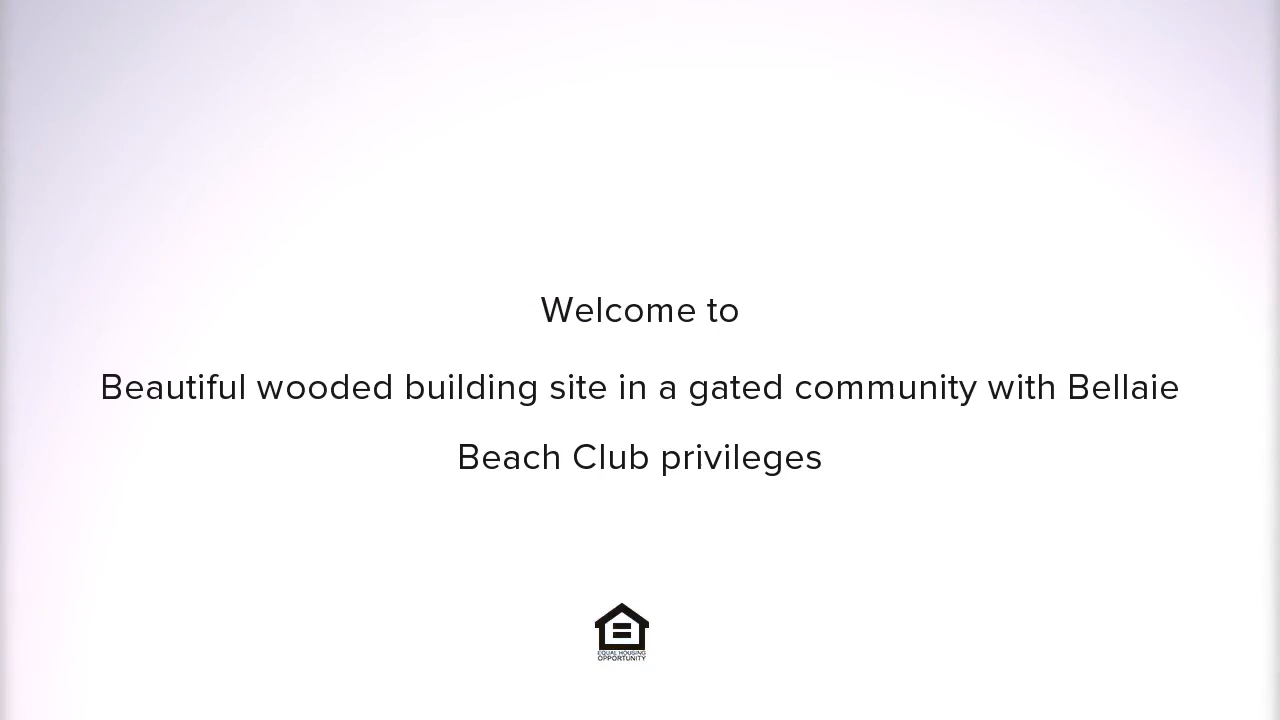 Welcome to
Beautiful wooded building site in a gated community with Bellaie
Beach Club privileges
EQUAL HOUSING
OPPORTUNITY